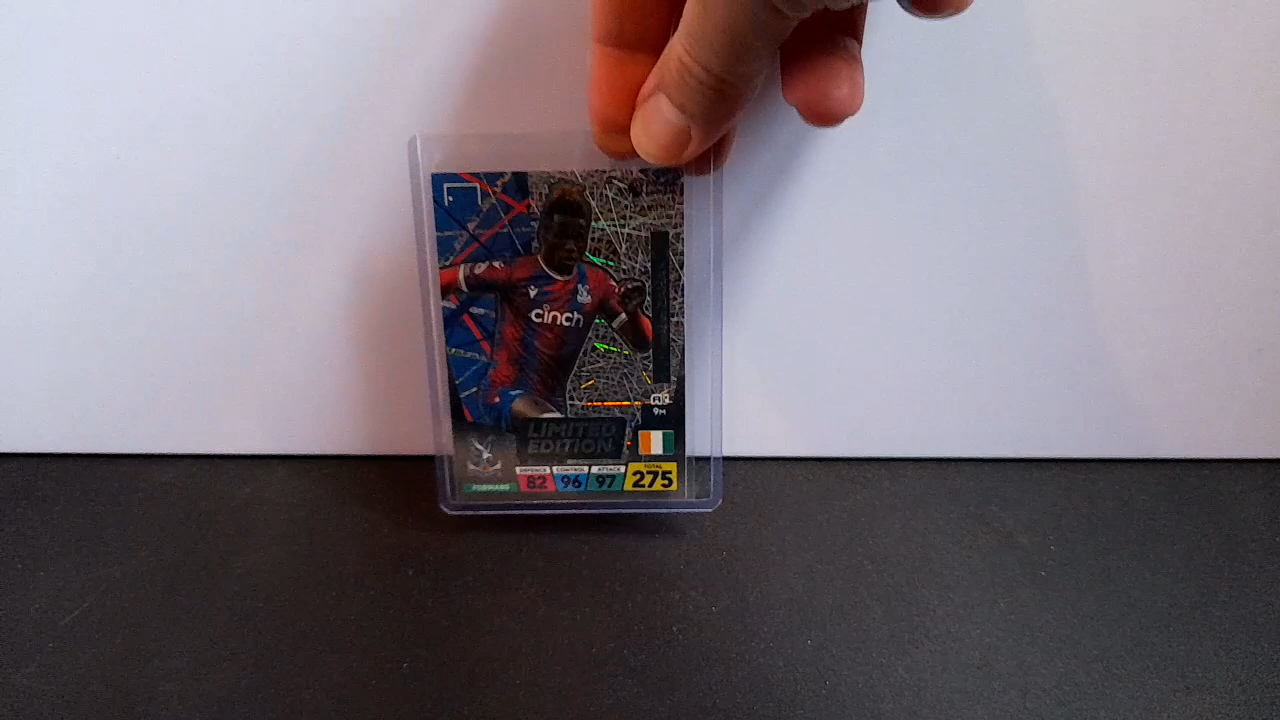 cinch
9M
LIMITED
EDITION
FORWARD
DEFENCE CONTROL ATTACK TOTAL
82 96 97 275